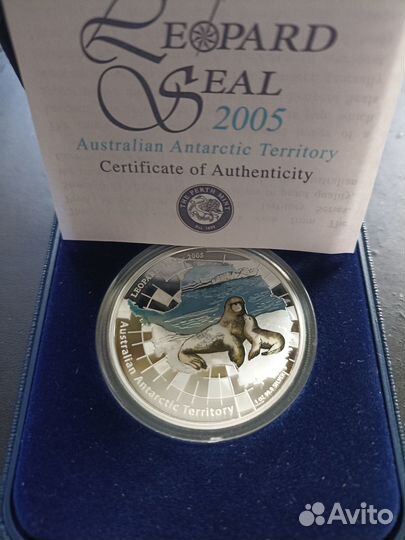 LEOPARD
SEAL
2005
Australian Antarctic Territory
Certificate of Authenticity
THE PERTH MINT
2005
LEOPA
Australian Antarctic Territory
1 OZ 999 SILVER
Avito